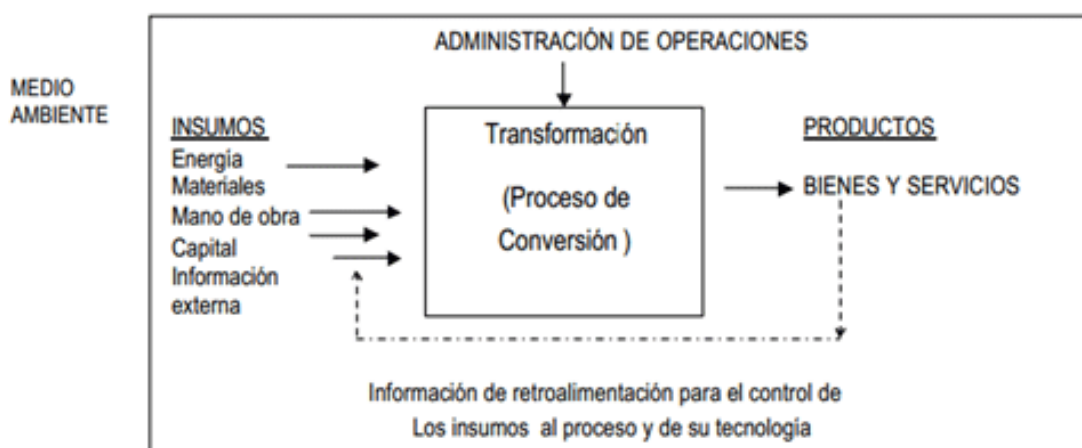 ADMINISTRACIÓN DE OPERACIONES
MEDIO
AMBIENTE
INSUMOS
Energía
Materiales
Mano de obra
Capital
Información
externa
Transformación
(Proceso de
Conversión )
PRODUCTOS
BIENES Y SERVICIOS
Información de retroalimentación para el control de
Los insumos al proceso y de su tecnología